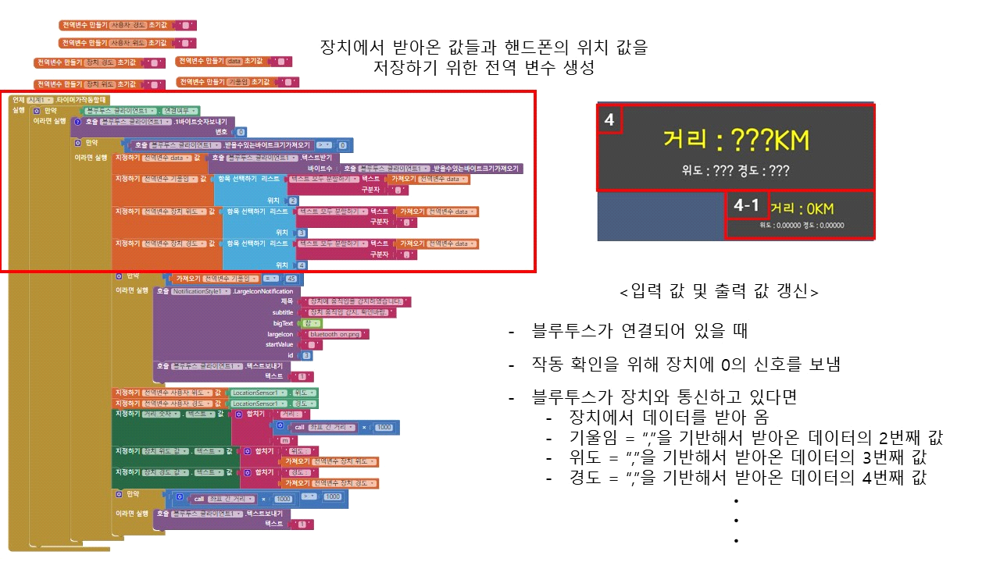 전역변수 만들기 사용자 경도 초기값 " "
전역변수 만들기 사용자 위도 초기값 " "
전역변수 만들기 장치 경도 초기값 " "
전역변수 만들기 data 초기값 " "
전역변수 만들기 장치 위도 초기값 " "
전역변수 만들기 기울임 초기값 " "
장치에서 받아온 값들과 핸드폰의 위치 값을
저장하기 위한 전역 변수 생성
언제 시계1 .타이머가작동할때
실행 만약 블루투스 클라이언트1 . 연결여부
이라면 실행 호출 블루투스 클라이언트1 .1바이트숫자보내기
번호 0
만약 호출 블루투스 클라이언트1 .받을수있는바이트크기가져오기 > 0
이라면 실행 지정하기 전역변수 data 값 호출 블루투스 클라이언트1 .텍스트받기
바이트수 호출 블루투스 클라이언트1 .받을수있는바이트크기가져오기
지정하기 전역변수 기울임 값 항목 선택하기 리스트 텍스트 모두 분할하기 텍스트 가져오기 전역변수 data
구분자 " , "
위치 2
지정하기 전역변수 장치 위도 값 항목 선택하기 리스트 텍스트 모두 분할하기 텍스트 가져오기 전역변수 data
구분자 " , "
위치 3
지정하기 전역변수 장치 경도 값 항목 선택하기 리스트 텍스트 모두 분할하기 텍스트 가져오기 전역변수 data
구분자 " , "
위치 4
만약 가져오기 전역변수 기울임 = 45
이라면 실행 호출 NotificationStyle1 .LargeIconNotification
제목 "장치에 움직임을 감지하였습니다."
subtitle "장치 움직임 감지. 확인바람."
bigText 참
largeIcon "bluetooth_on.png"
startValue " "
id 3
호출 블루투스 클라이언트1 .텍스트보내기
텍스트 "1"
지정하기 전역변수 사용자 위도 값 LocationSensor1 . 위도
지정하기 전역변수 사용자 경도 값 LocationSensor1 . 경도
지정하기 거리 숫자 . 텍스트 값 합치기 "거리 : "
call 좌표 간 거리 × 1000
"m"
지정하기 장치 위도 값 . 텍스트 값 합치기 "위도 : "
가져오기 전역변수 장치 위도
지정하기 장치 경도 값 . 텍스트 값 합치기 "경도 : "
가져오기 전역변수 장치 경도
만약 call 좌표 간 거리 × 1000 > 1000
이라면 실행 호출 블루투스 클라이언트1 .텍스트보내기
텍스트 "1"
4
거리 : ???KM
위도 : ??? 경도 : ???
4-1 거리 : 0KM
위도 : 0.00000 경도 : 0.00000
<입력 값 및 출력 값 갱신>
- 블루투스가 연결되어 있을 때
- 작동 확인을 위해 장치에 0의 신호를 보냄
- 블루투스가 장치와 통신하고 있다면
- 장치에서 데이터를 받아 옴
- 기울임 = “,”을 기반해서 받아온 데이터의 2번째 값
- 위도 = “,”을 기반해서 받아온 데이터의 3번째 값
- 경도 = “,”을 기반해서 받아온 데이터의 4번째 값
.
.
.